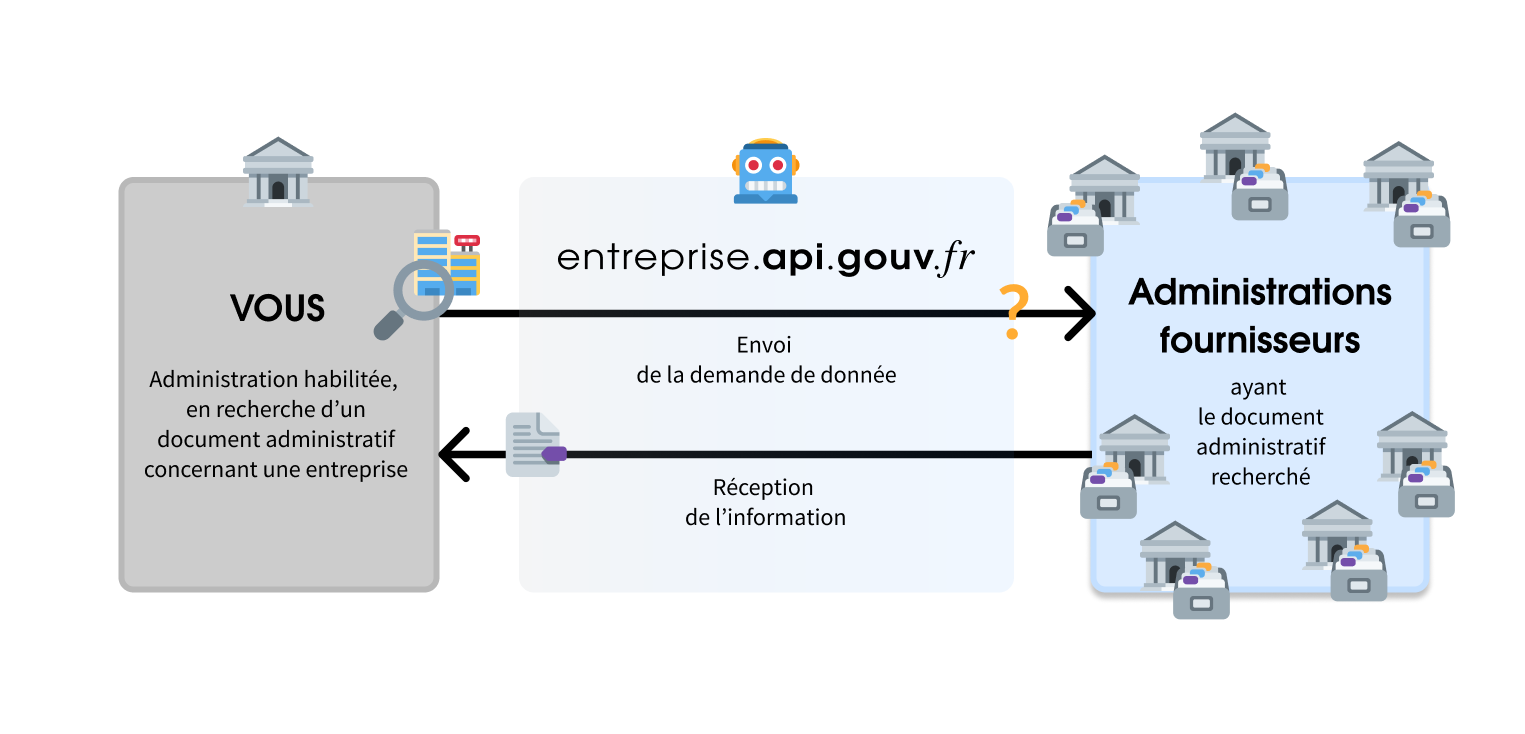 VOUS
Administration habilitée,
en recherche d’un
document administratif
concernant une entreprise
entreprise.api.gouv.fr
?
Envoi
de la demande de donnée
Réception
de l’information
Administrations
fournisseurs
ayant
le document
administratif
recherché